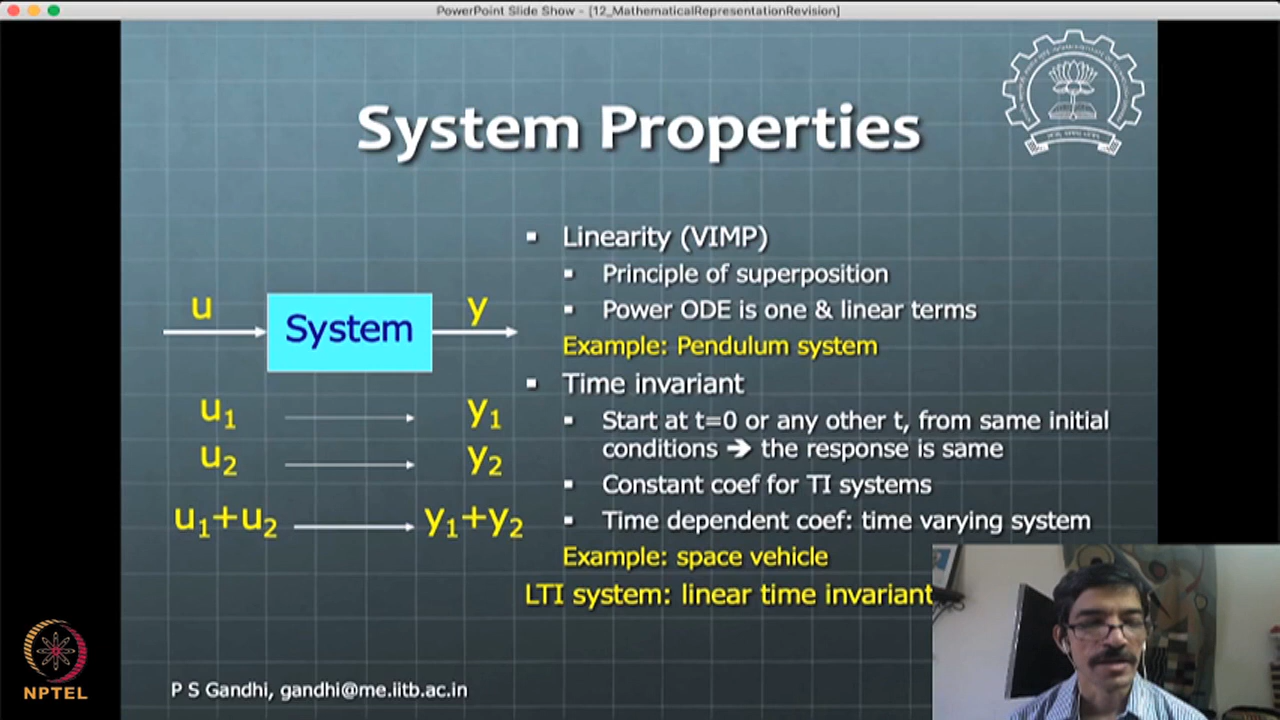 PowerPoint Slide Show - [12_MathematicalRepresentationRevision]
System Properties
u
System
y
u1
y1
u2
y2
u1+u2
y1+y2
▪ Linearity (VIMP)
▪ Principle of superposition
▪ Power ODE is one & linear terms
Example: Pendulum system
▪ Time invariant
▪ Start at t=0 or any other t, from same initial
conditions ➔ the response is same
▪ Constant coef for TI systems
▪ Time dependent coef: time varying system
Example: space vehicle
LTI system: linear time invariant
NPTEL
P S Gandhi, gandhi@me.iitb.ac.in